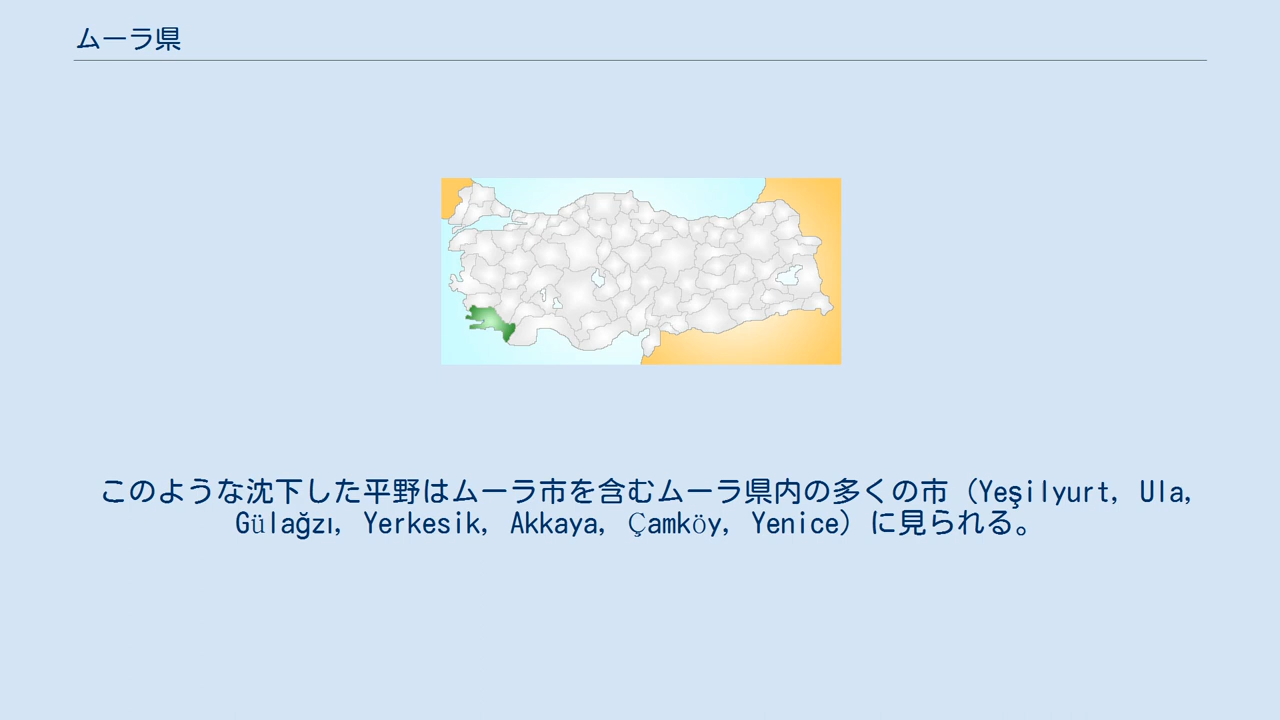 ムーラ県
このような沈下した平野はムーラ市を含むムーラ県内の多くの市（Yeşilyurt, Ula,
Gülağzı, Yerkesik, Akkaya, Çamköy, Yenice）に見られる。